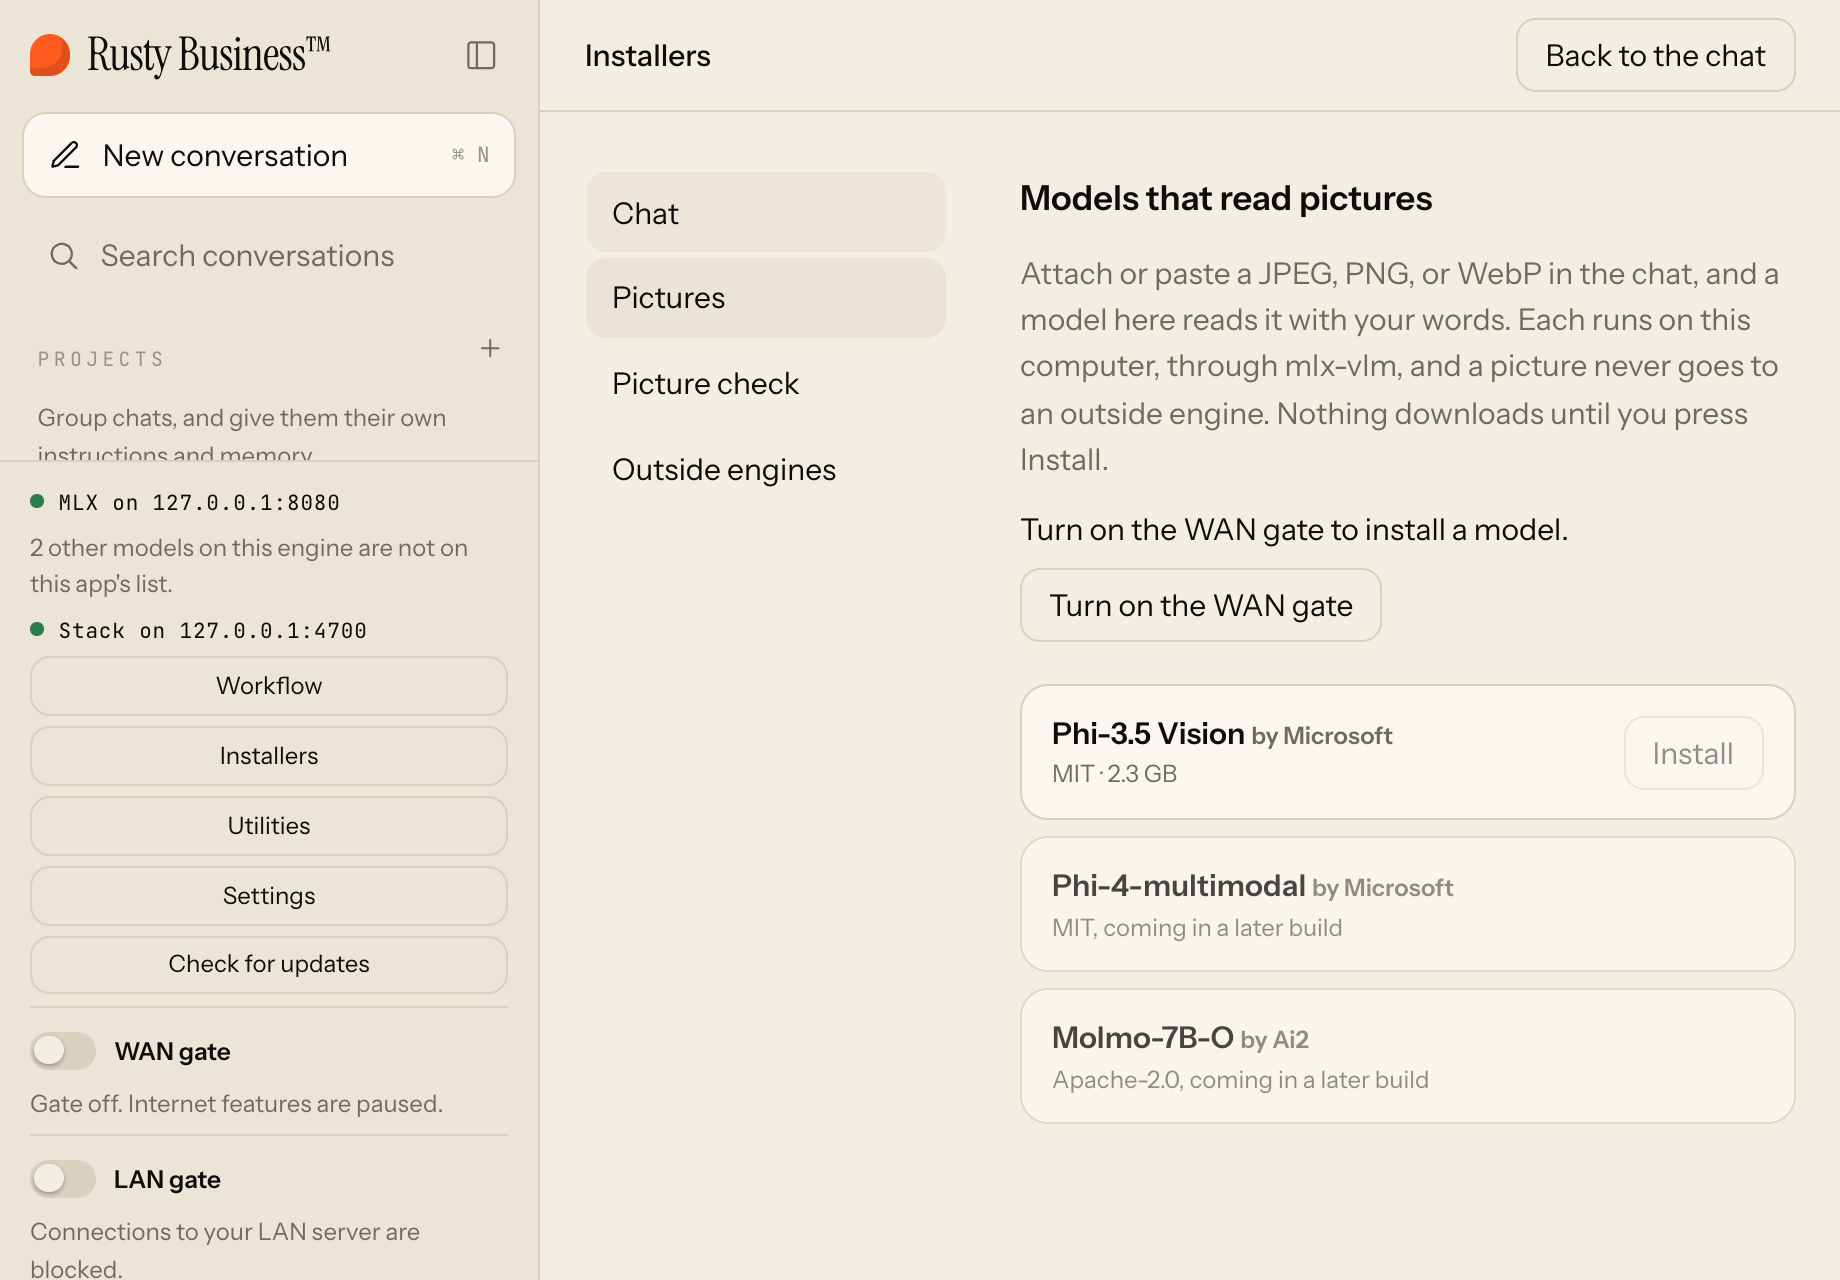 Rusty Business™
New conversation ⌘ N
Search conversations
PROJECTS
Group chats, and give them their own
instructions and memory.
MLX on 127.0.0.1:8080
2 other models on this engine are not on
this app's list.
Stack on 127.0.0.1:4700
Workflow
Installers
Utilities
Settings
Check for updates
WAN gate
Gate off. Internet features are paused.
LAN gate
Connections to your LAN server are
blocked.
Installers
Back to the chat
Chat
Pictures
Picture check
Outside engines
Models that read pictures
Attach or paste a JPEG, PNG, or WebP in the chat, and a
model here reads it with your words. Each runs on this
computer, through mlx-vlm, and a picture never goes to
an outside engine. Nothing downloads until you press
Install.
Turn on the WAN gate to install a model.
Turn on the WAN gate
Phi-3.5 Vision by Microsoft
MIT · 2.3 GB
Install
Phi-4-multimodal by Microsoft
MIT, coming in a later build
Molmo-7B-O by Ai2
Apache-2.0, coming in a later build